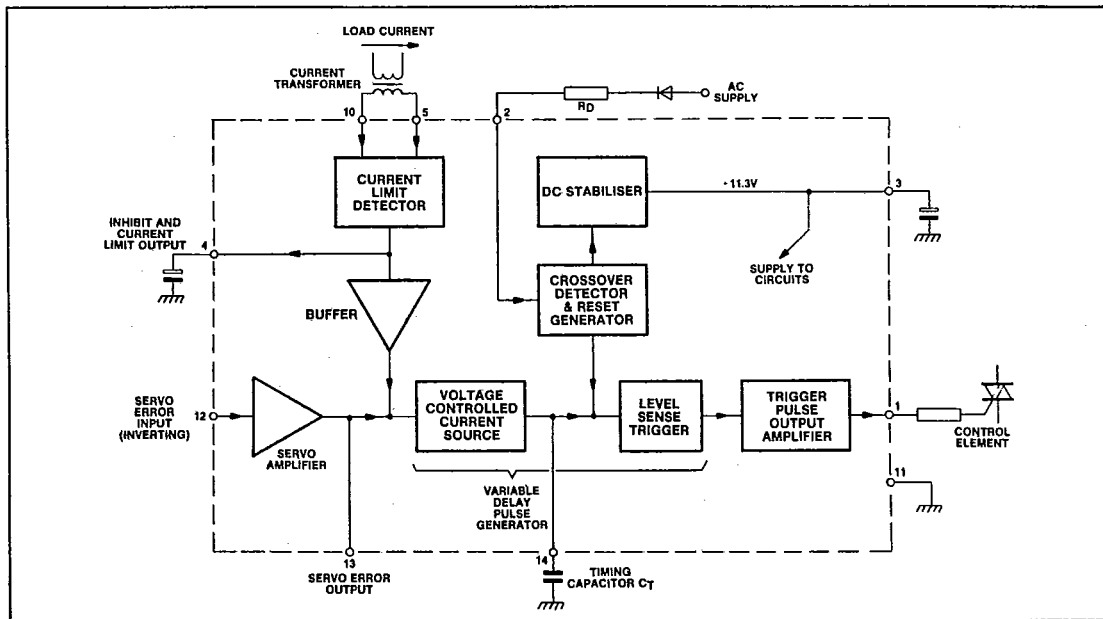 LOAD CURRENT
CURRENT
TRANSFORMER
AC
SUPPLY
RD
10
5
2
CURRENT
LIMIT
DETECTOR
DC STABILISER
-11.3V
3
INHIBIT AND
CURRENT
LIMIT OUTPUT
4
SUPPLY TO
CIRCUITS
CROSSOVER
DETECTOR
& RESET
GENERATOR
BUFFER
SERVO
ERROR
INPUT
(INVERTING)
12
SERVO
AMPLIFIER
VOLTAGE
CONTROLLED
CURRENT
SOURCE
LEVEL
SENSE
TRIGGER
TRIGGER
PULSE
OUTPUT
AMPLIFIER
1
CONTROL
ELEMENT
11
VARIABLE
DELAY
PULSE
GENERATOR
13
SERVO ERROR
OUTPUT
14
TIMING
CAPACITOR CT